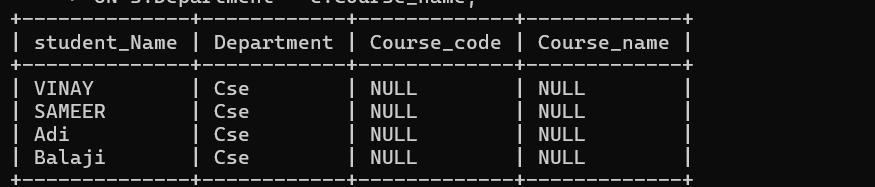 -> ON s.Department = c.Course_name;
+--------------+------------+-------------+-------------+
| student_Name | Department | Course_code | Course_name |
+--------------+------------+-------------+-------------+
| VINAY        | Cse        | NULL        | NULL        |
| SAMEER       | Cse        | NULL        | NULL        |
| Adi          | Cse        | NULL        | NULL        |
| Balaji       | Cse        | NULL        | NULL        |
+--------------+------------+-------------+-------------+